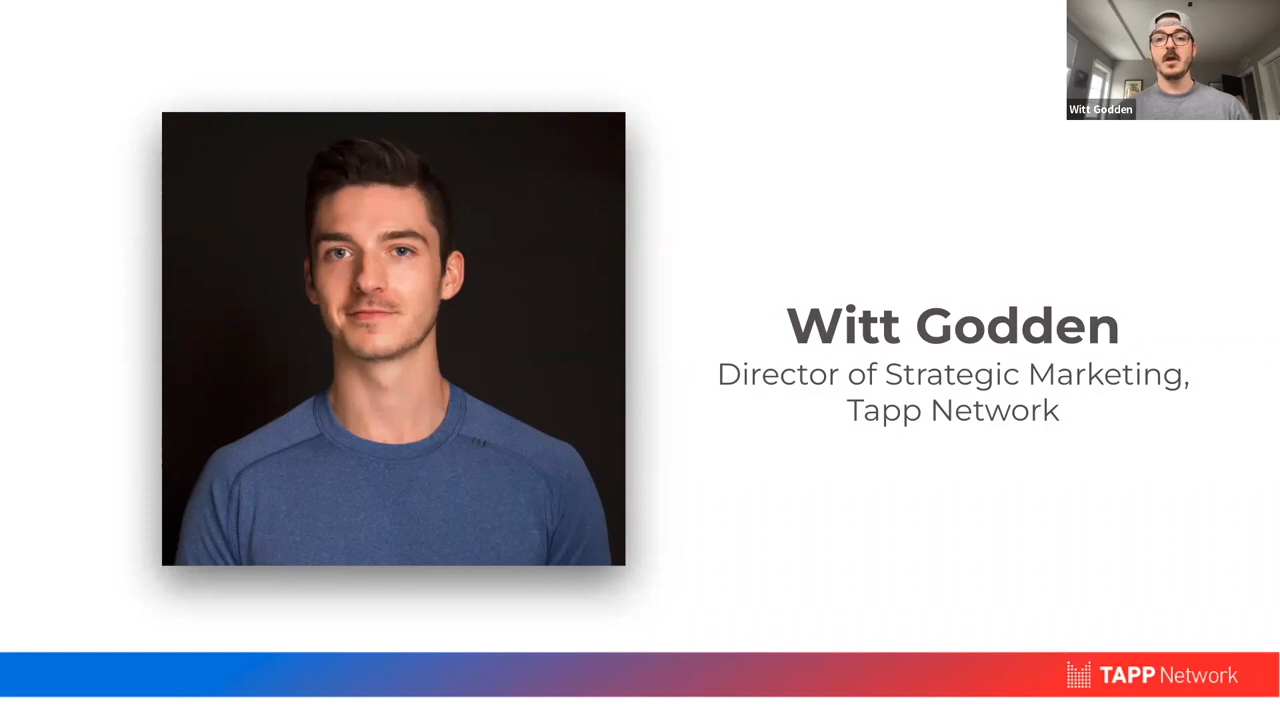 Witt Godden
Witt Godden
Director of Strategic Marketing,
Tapp Network
TAPP Network